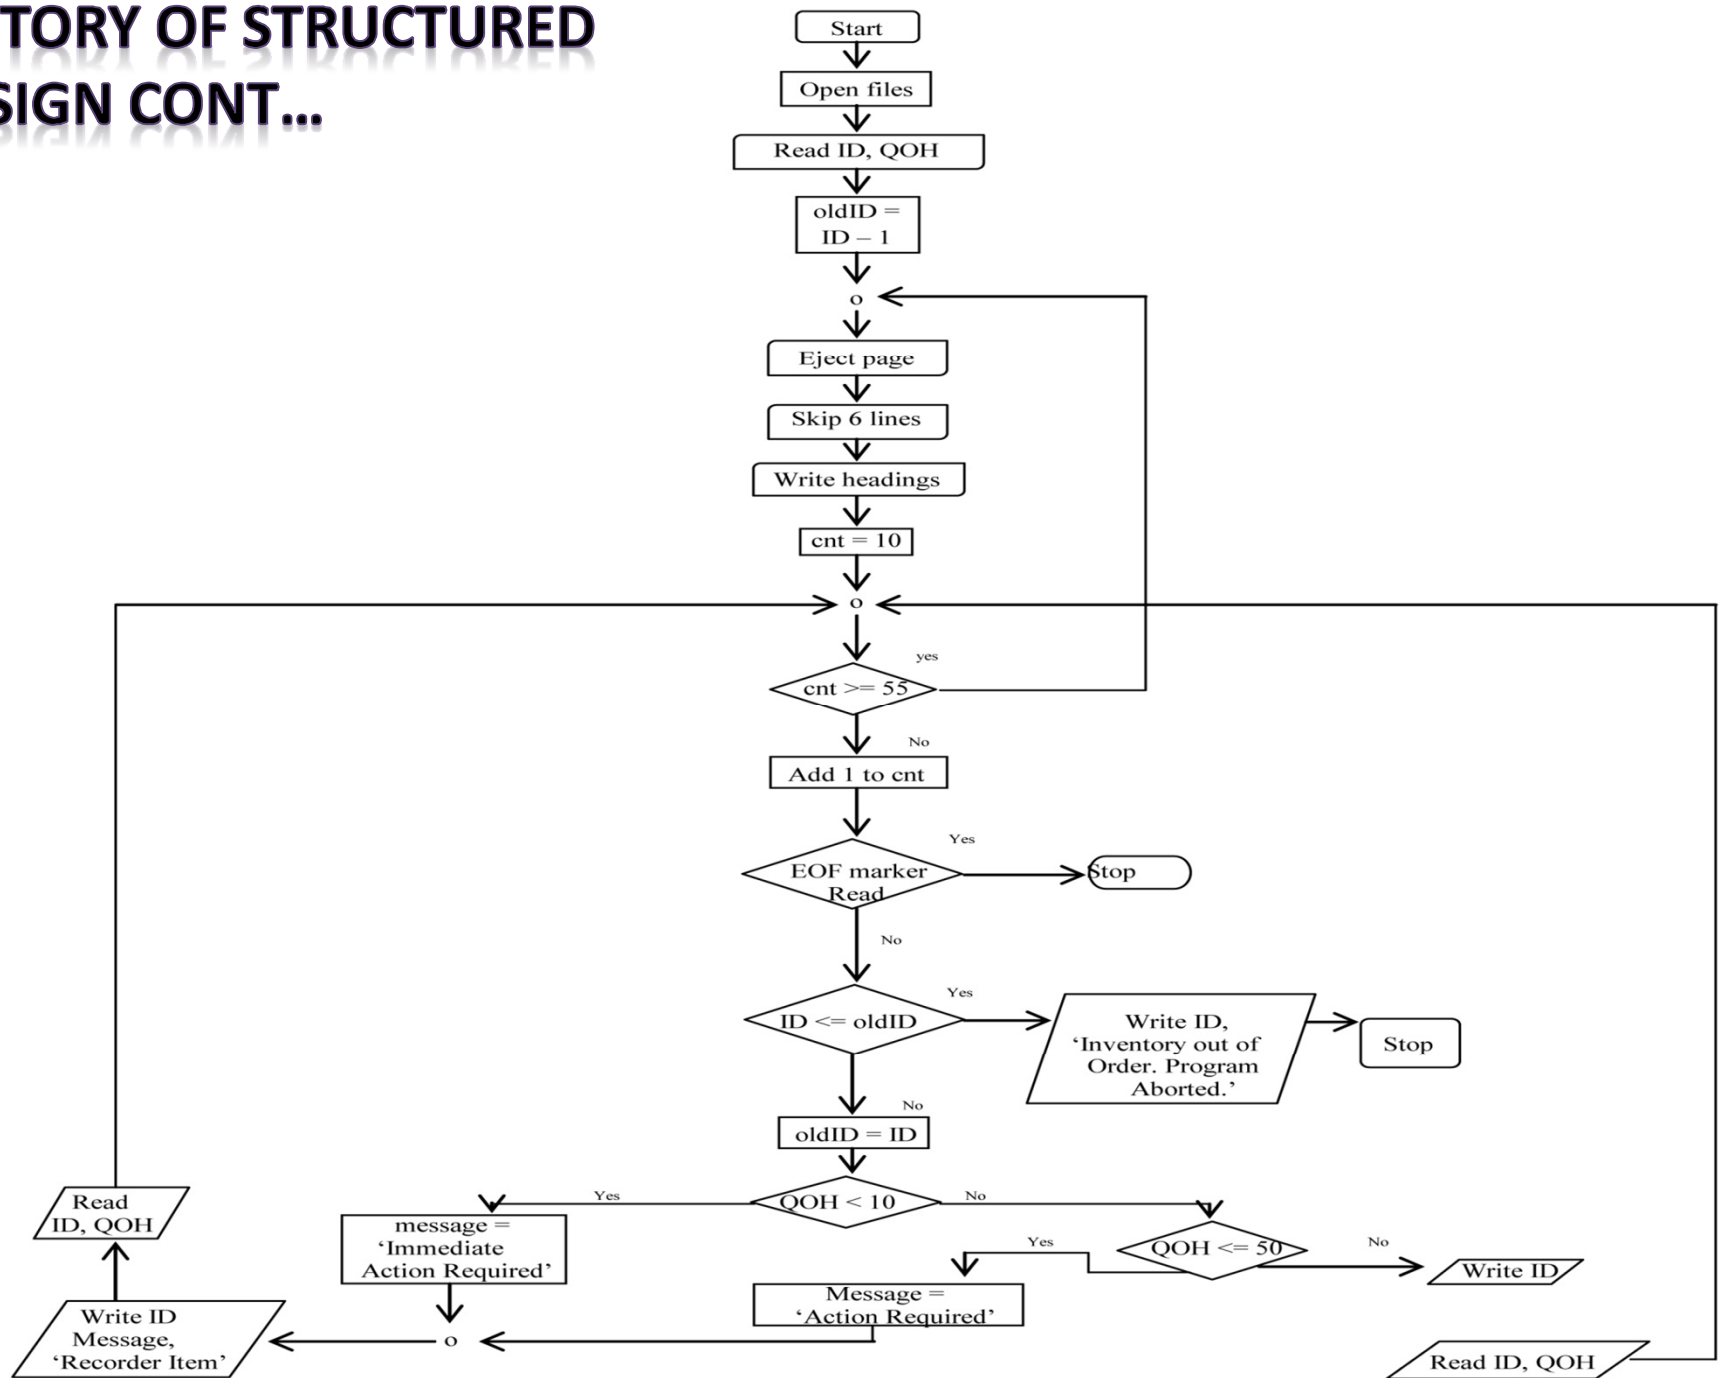 TORY OF STRUCTURED
SIGN CONT...
Start
Open files
Read ID, QOH
oldID =
ID – 1
o
Eject page
Skip 6 lines
Write headings
cnt = 10
o
yes
cnt >= 55
No
Add 1 to cnt
Yes
EOF marker
Read
Stop
No
Yes
ID <= oldID
Write ID,
‘Inventory out of
Order. Program
Aborted.’
Stop
No
oldID = ID
Yes
QOH < 10
No
Read
ID, QOH
message =
‘Immediate
Action Required’
Yes
QOH <= 50
No
Write ID
Message =
‘Action Required’
Write ID
Message,
‘Recorder Item’
o
Read ID, QOH